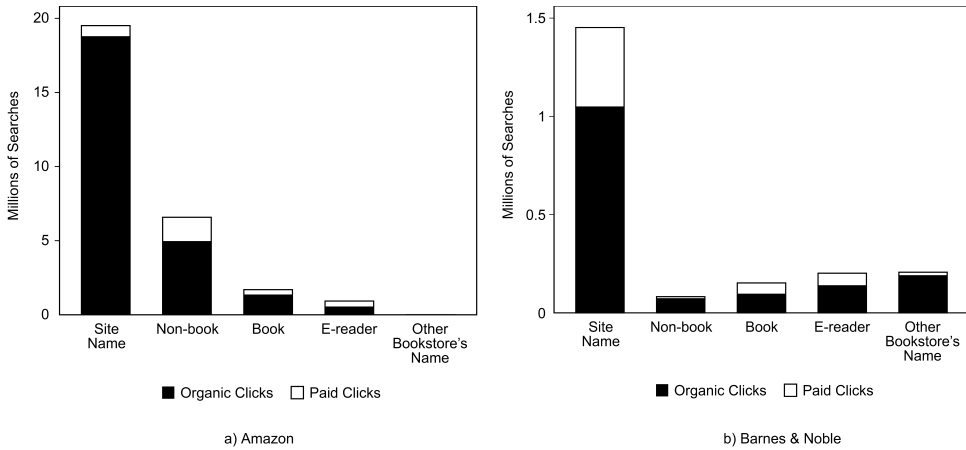 20
15
10
5
0
Millions of Searches
Site
Name
Non-book
Book
E-reader
Other
Bookstore's
Name
Organic Clicks
Paid Clicks
a) Amazon
1.5
1
0.5
0
Millions of Searches
Site
Name
Non-book
Book
E-reader
Other
Bookstore's
Name
Organic Clicks
Paid Clicks
b) Barnes & Noble